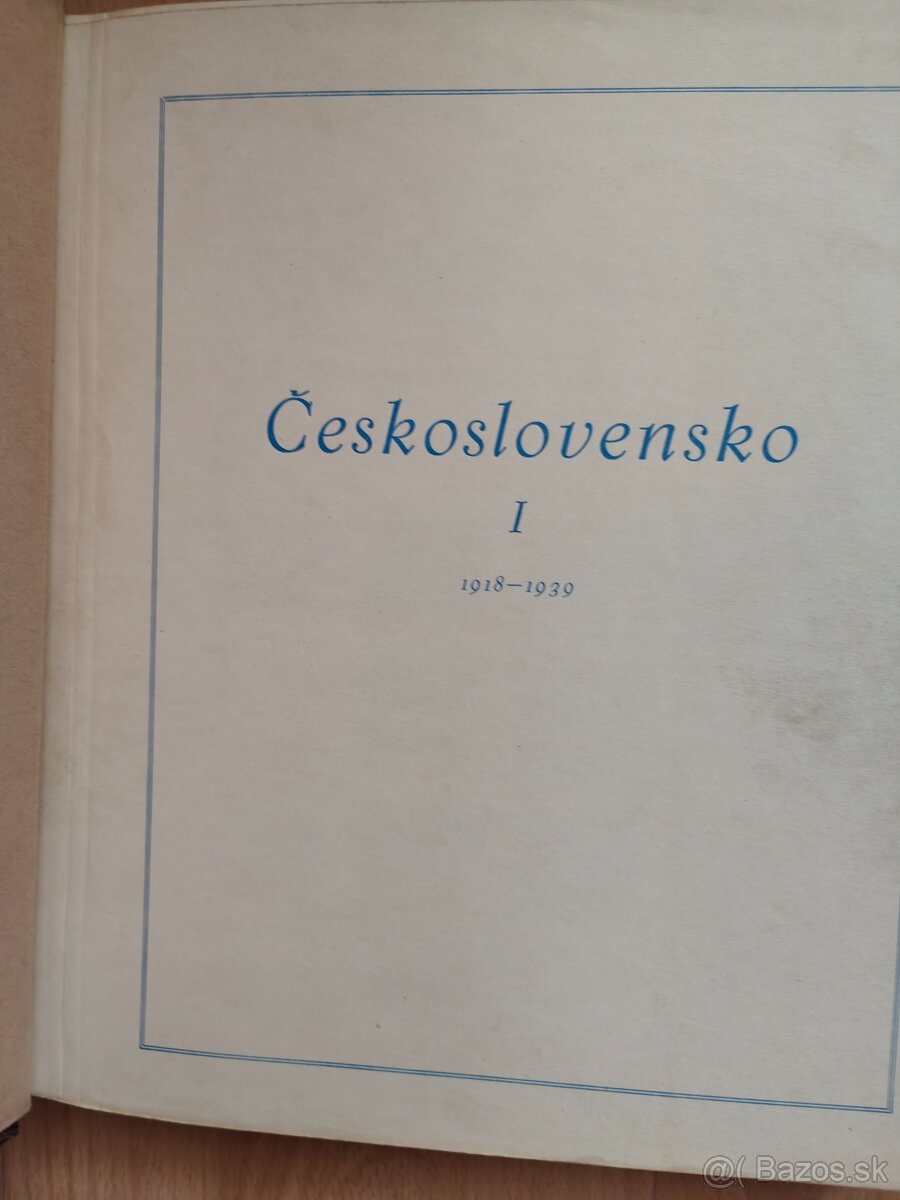 Československo
I
1918—1939
@( Bazos.sk